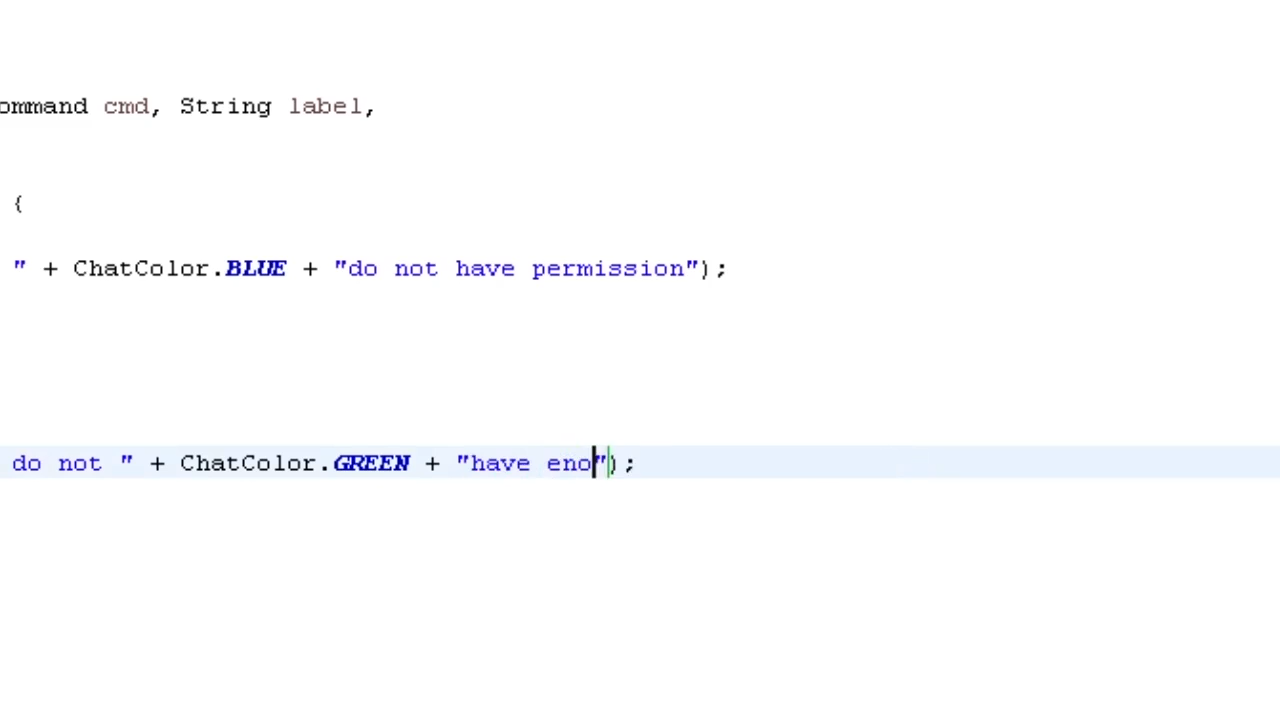 ommand cmd, String label,
{
" + ChatColor.BLUE + "do not have permission");
do not " + ChatColor.GREEN + "have eno");